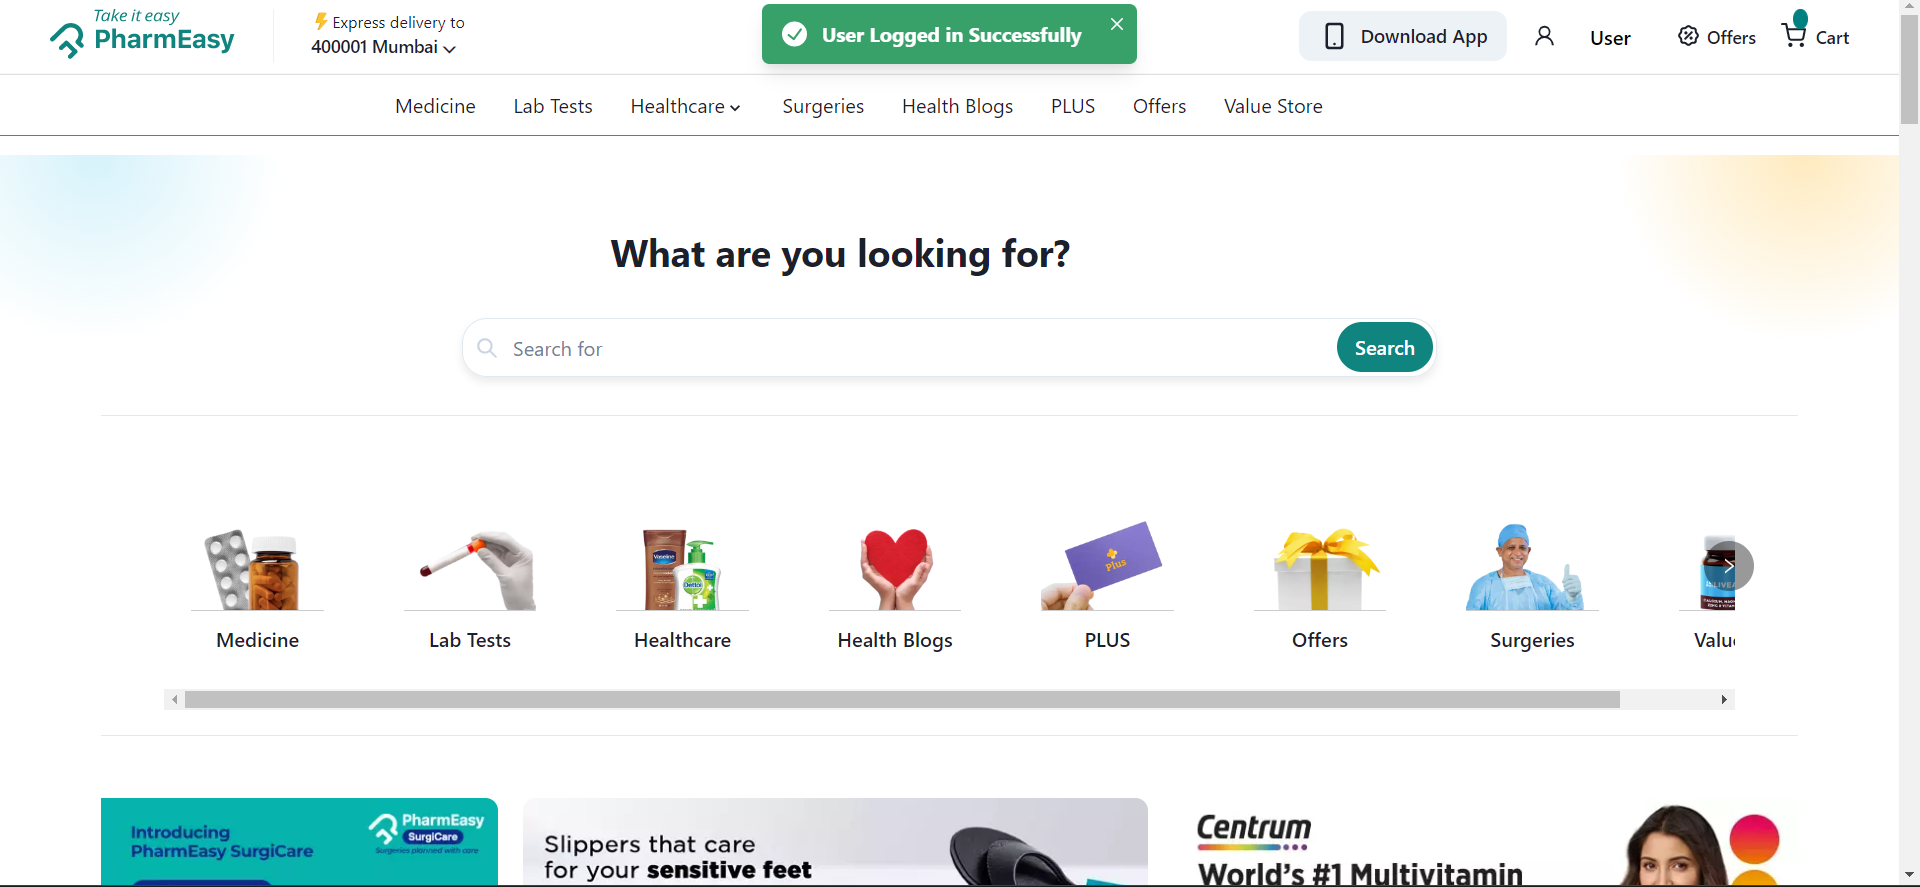 Take it easy
PharmEasy
Express delivery to
400001 Mumbai
User Logged in Successfully
Download App
User
Offers
Cart
Medicine
Lab Tests
Healthcare
Surgeries
Health Blogs
PLUS
Offers
Value Store
What are you looking for?
Search for
Search
Vaseline
Dettol
Plus
Medicine
Lab Tests
Healthcare
Health Blogs
PLUS
Offers
Surgeries
Introducing
PharmEasy SurgiCare
PharmEasy
SurgiCare
Surgeries planned with care
Slippers that care
for your sensitive feet
Centrum
World's #1 Multivitamin